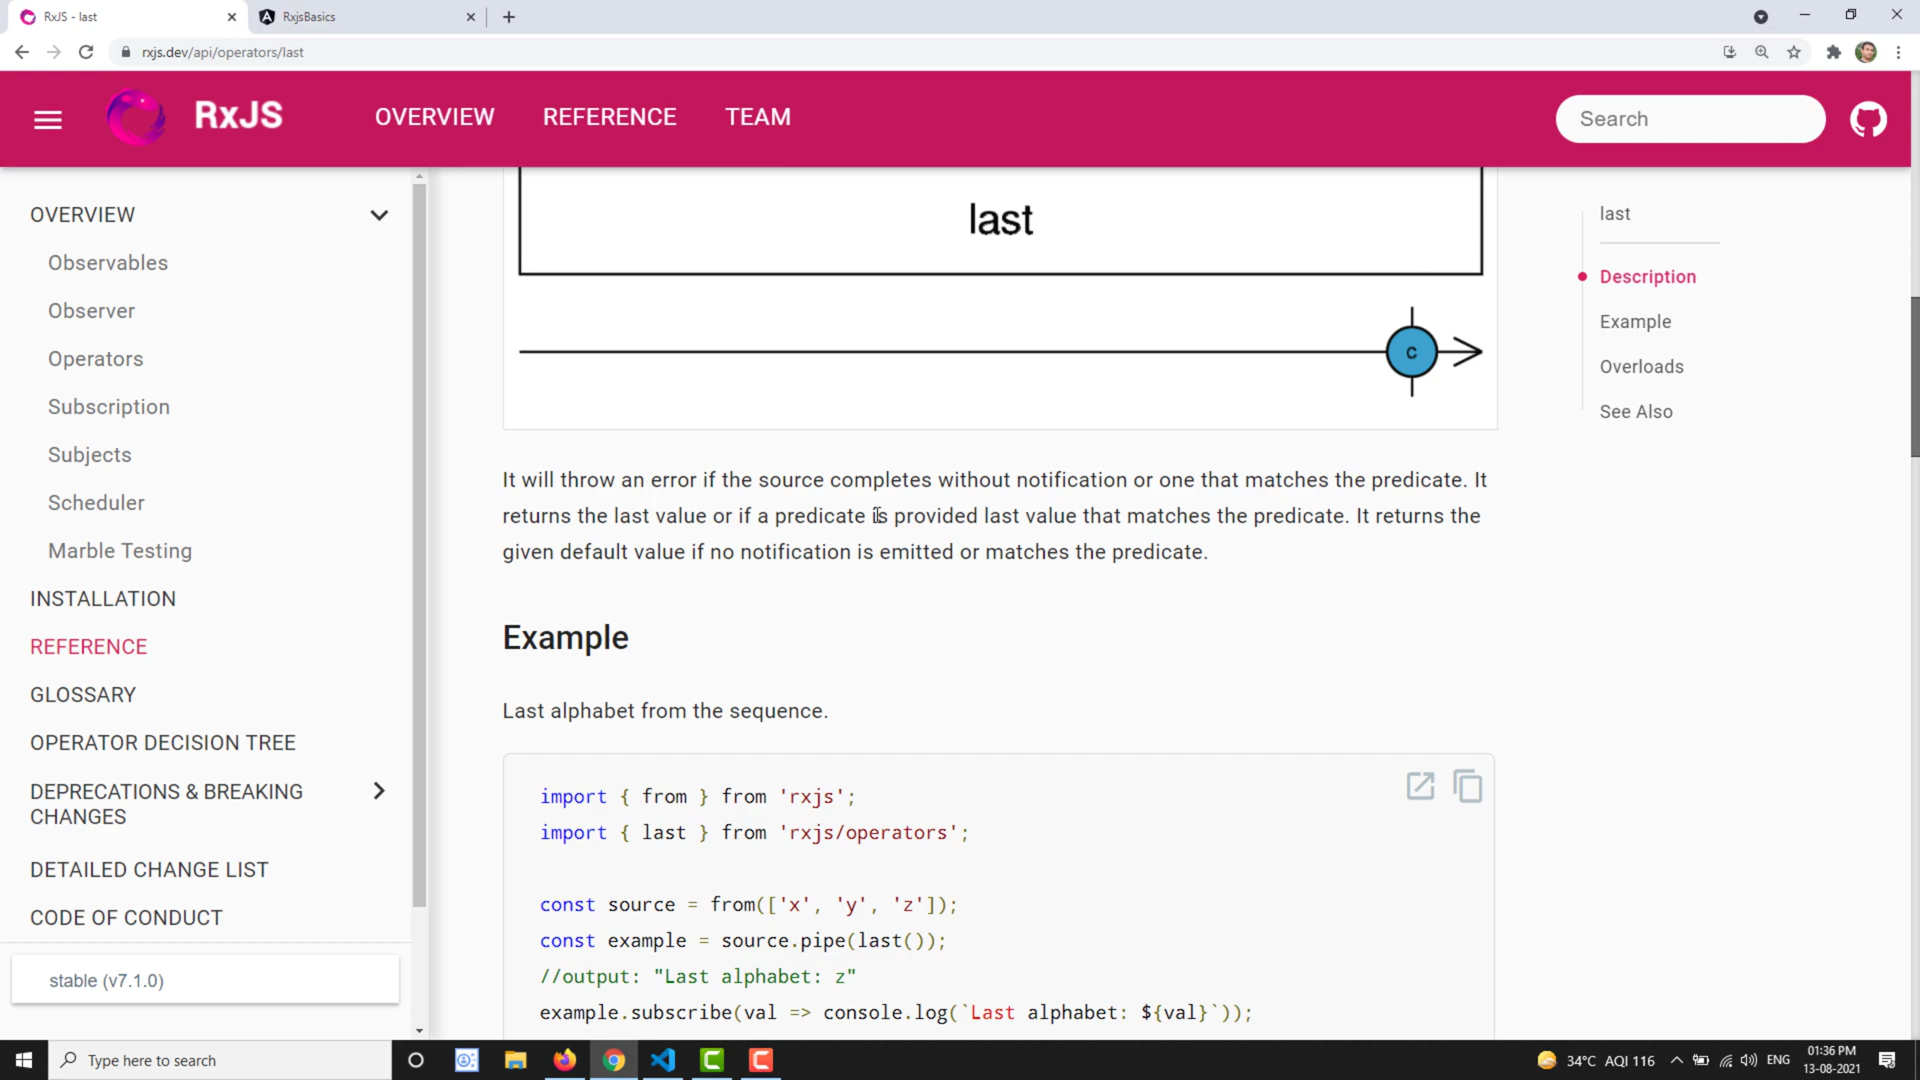 RxJS - last
RxjsBasics
rxjs.dev/api/operators/last
RxJS
OVERVIEW
REFERENCE
TEAM
Search
OVERVIEW
Observables
Observer
Operators
Subscription
Subjects
Scheduler
Marble Testing
INSTALLATION
REFERENCE
GLOSSARY
OPERATOR DECISION TREE
DEPRECATIONS & BREAKING
CHANGES
DETAILED CHANGE LIST
CODE OF CONDUCT
stable (v7.1.0)
last
c
It will throw an error if the source completes without notification or one that matches the predicate. It
returns the last value or if a predicate is provided last value that matches the predicate. It returns the
given default value if no notification is emitted or matches the predicate.
Example
Last alphabet from the sequence.
import { from } from 'rxjs';
import { last } from 'rxjs/operators';
const source = from(['x', 'y', 'z']);
const example = source.pipe(last());
//output: "Last alphabet: z"
example.subscribe(val => console.log(`Last alphabet: ${val}`));
last
Description
Example
Overloads
See Also
Type here to search
34°C AQI 116
ENG
01:36 PM
13-08-2021